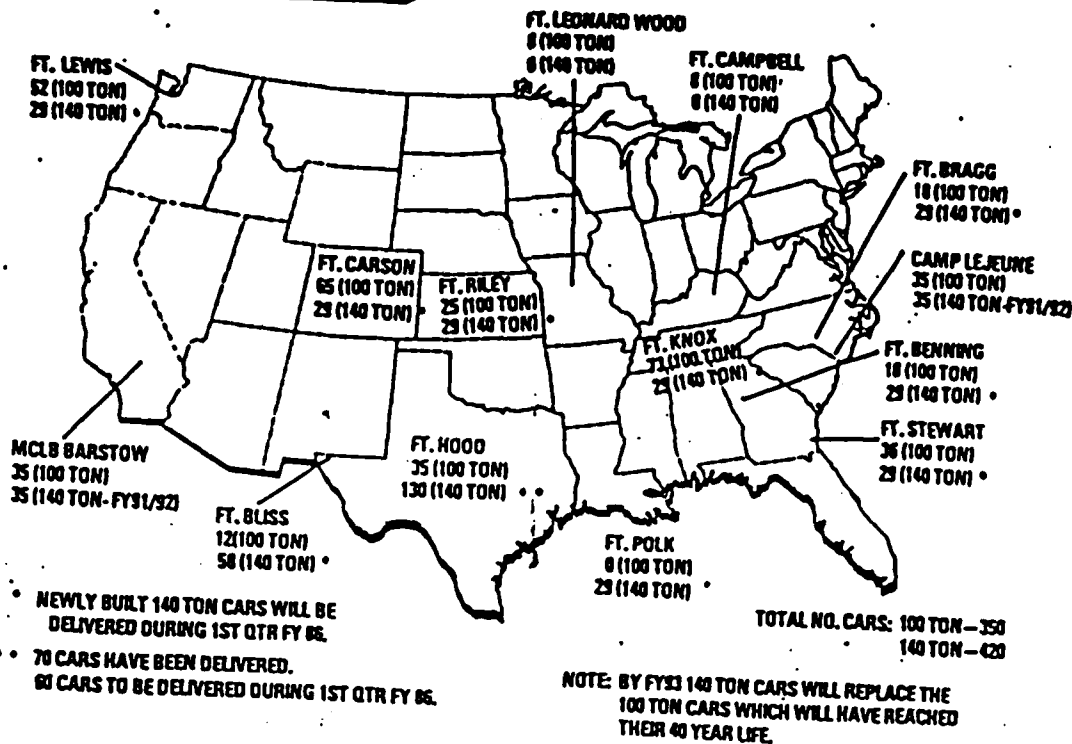 FT. LEONARD WOOD
8 (100 TON)
0 (140 TON)
FT. LEWIS
52 (100 TON)
29 (140 TON) •
FT. CAMPBELL
8 (100 TON)
0 (140 TON)
FT. BRAGG
18 (100 TON)
29 (140 TON) •
FT. CARSON
65 (100 TON)
29 (140 TON) •
FT. RILEY
25 (100 TON)
29 (140 TON) •
CAMP LEJEUNE
35 (100 TON)
35 (140 TON-FY91/92)
FT. KNOX
73 (100 TON)
29 (140 TON) •
FT. BENNING
18 (100 TON)
29 (140 TON) •
FT. STEWART
36 (100 TON)
29 (140 TON) •
MCLB BARSTOW
35 (100 TON)
35 (140 TON-FY91/92)
FT. HOOD
35 (100 TON)
130 (140 TON) • •
FT. BLISS
12(100 TON)
58 (140 TON) •
FT. POLK
0 (100 TON)
29 (140 TON) •
• NEWLY BUILT 140 TON CARS WILL BE
DELIVERED DURING 1ST QTR FY 86.
• • 70 CARS HAVE BEEN DELIVERED.
60 CARS TO BE DELIVERED DURING 1ST QTR FY 86.
TOTAL NO. CARS: 100 TON—350
140 TON—420
NOTE: BY FY93 140 TON CARS WILL REPLACE THE
100 TON CARS WHICH WILL HAVE REACHED
THEIR 40 YEAR LIFE.